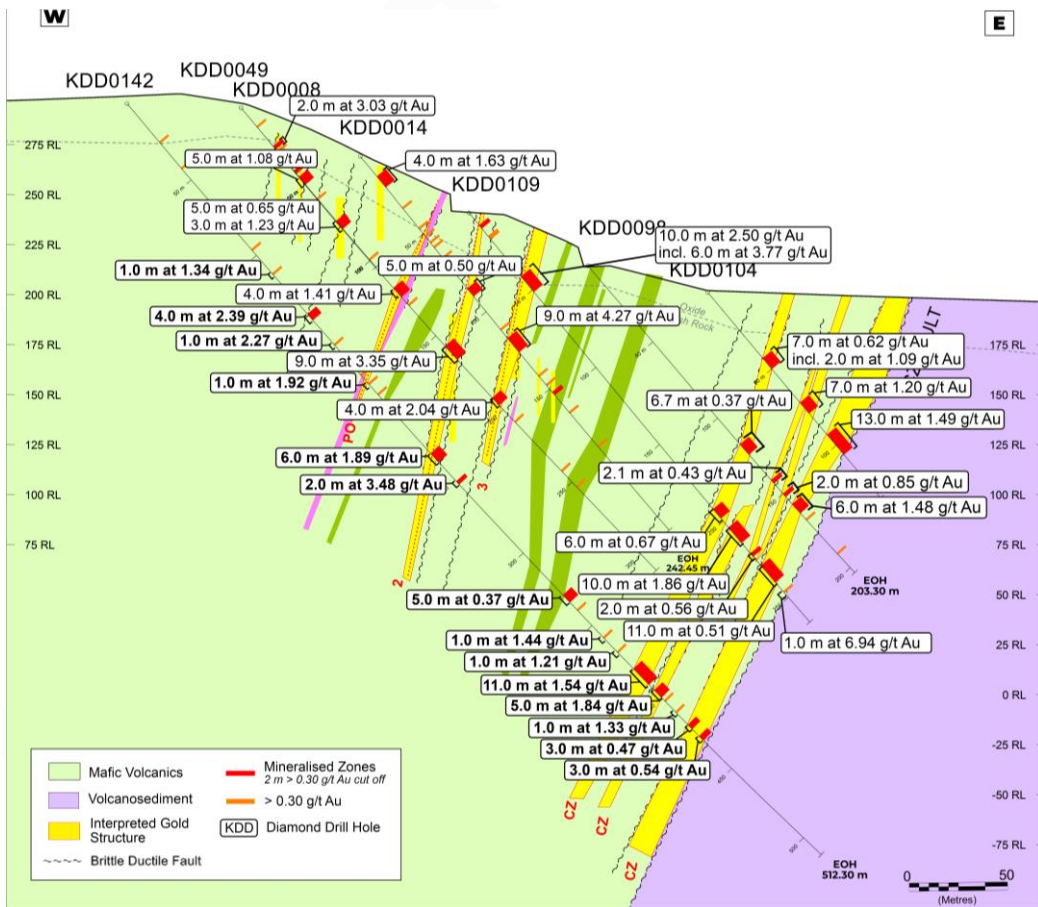 W
E
KDD0142
KDD0049
KDD0008
KDD0014
KDD0109
KDD0098
KDD0104
2.0 m at 3.03 g/t Au
5.0 m at 1.08 g/t Au
4.0 m at 1.63 g/t Au
5.0 m at 0.65 g/t Au
3.0 m at 1.23 g/t Au
10.0 m at 2.50 g/t Au
incl. 6.0 m at 3.77 g/t Au
5.0 m at 0.50 g/t Au
1.0 m at 1.34 g/t Au
4.0 m at 1.41 g/t Au
4.0 m at 2.39 g/t Au
9.0 m at 4.27 g/t Au
1.0 m at 2.27 g/t Au
9.0 m at 3.35 g/t Au
7.0 m at 0.62 g/t Au
incl. 2.0 m at 1.09 g/t Au
1.0 m at 1.92 g/t Au
7.0 m at 1.20 g/t Au
4.0 m at 2.04 g/t Au
6.7 m at 0.37 g/t Au
13.0 m at 1.49 g/t Au
6.0 m at 1.89 g/t Au
2.1 m at 0.43 g/t Au
2.0 m at 3.48 g/t Au
2.0 m at 0.85 g/t Au
6.0 m at 1.48 g/t Au
6.0 m at 0.67 g/t Au
EOH
242.45 m
EOH
203.30 m
10.0 m at 1.86 g/t Au
5.0 m at 0.37 g/t Au
2.0 m at 0.56 g/t Au
11.0 m at 0.51 g/t Au
1.0 m at 6.94 g/t Au
1.0 m at 1.44 g/t Au
1.0 m at 1.21 g/t Au
11.0 m at 1.54 g/t Au
5.0 m at 1.84 g/t Au
1.0 m at 1.33 g/t Au
3.0 m at 0.47 g/t Au
3.0 m at 0.54 g/t Au
EOH
512.30 m
Oxide
PO
2
3
CZ
CZ
CZ
275 RL
250 RL
225 RL
200 RL
175 RL
150 RL
125 RL
100 RL
75 RL
175 RL
150 RL
125 RL
100 RL
75 RL
50 RL
25 RL
0 RL
-25 RL
-50 RL
-75 RL
Mafic Volcanics
Volcanosediment
Interpreted Gold
Structure
Brittle Ductile Fault
Mineralised Zones
2 m > 0.30 g/t Au cut off
> 0.30 g/t Au
KDD Diamond Drill Hole
0 50
(Metres)